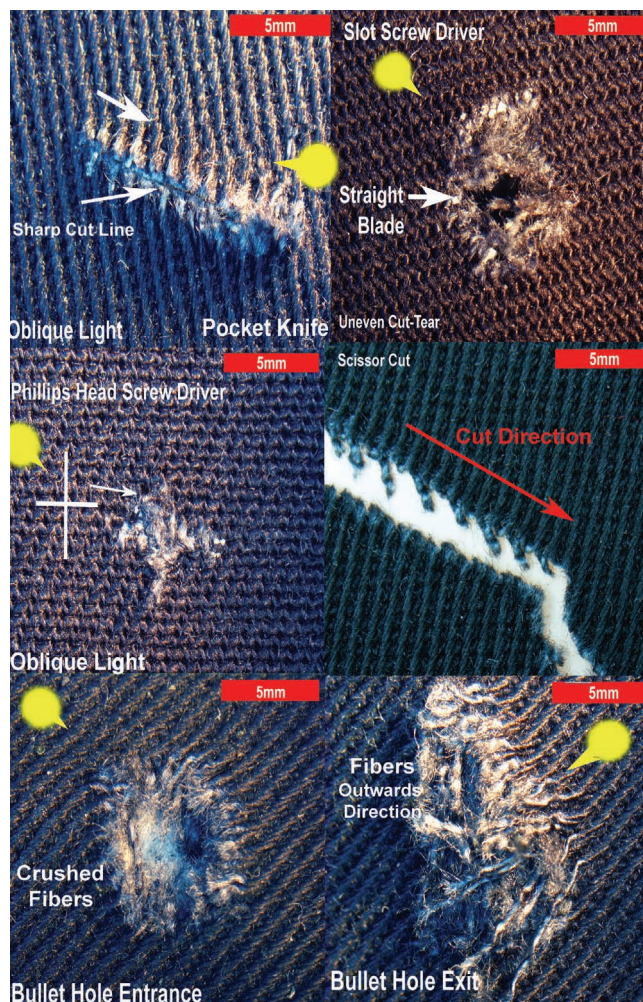 5mm
Sharp Cut Line
Oblique Light
Pocket Knife
Slot Screw Driver
5mm
Straight
Blade
Uneven Cut-Tear
5mm
Phillips Head Screw Driver
Oblique Light
Scissor Cut
5mm
Cut Direction
5mm
Crushed
Fibers
Bullet Hole Entrance
5mm
Fibers
Outwards
Direction
Bullet Hole Exit